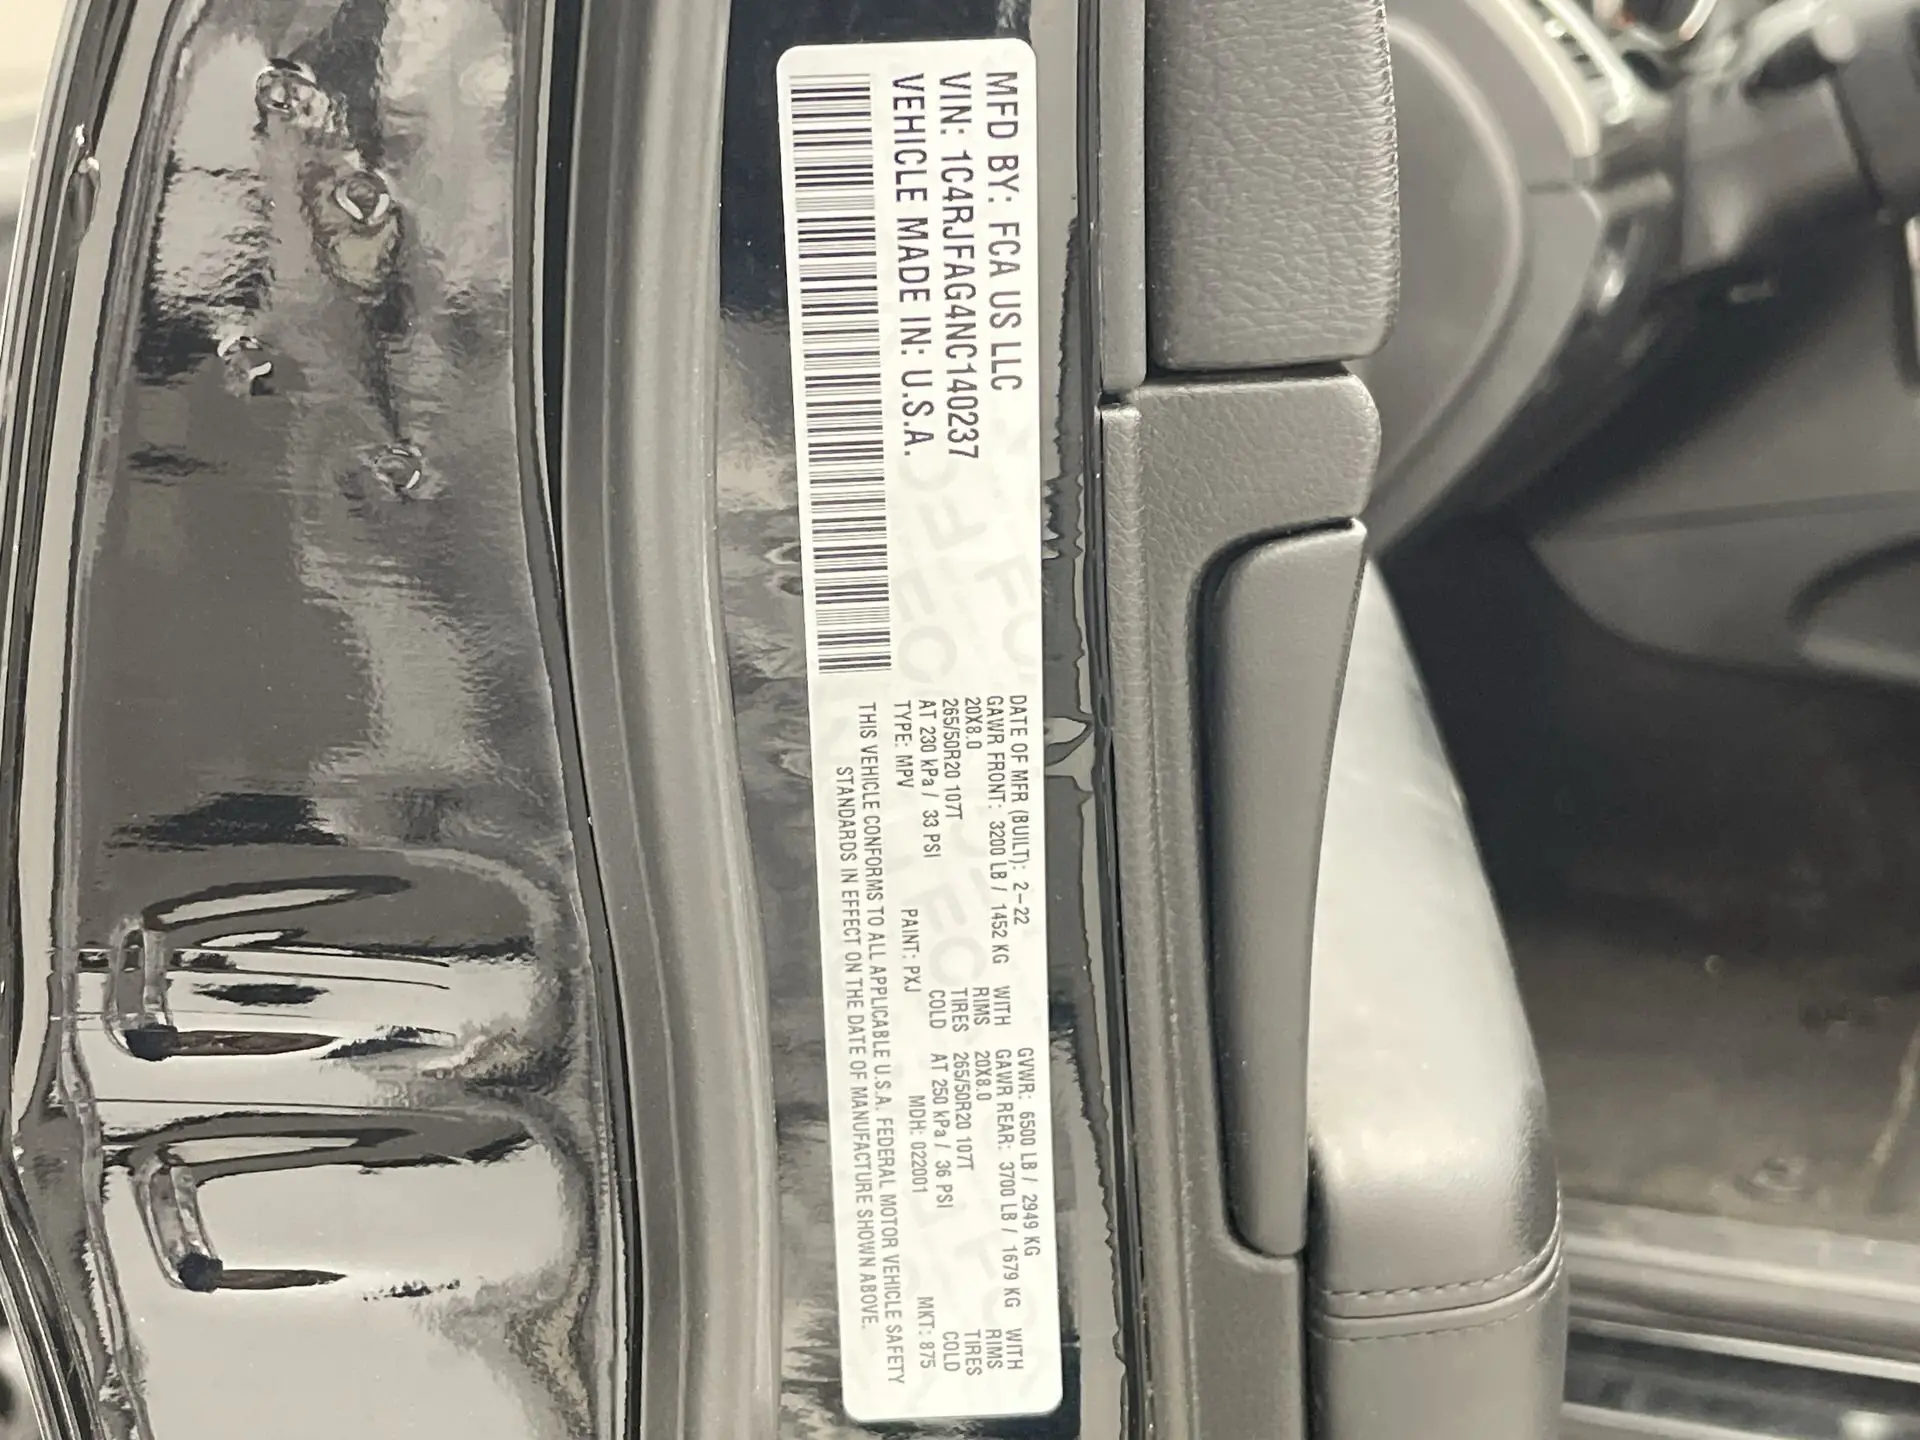 MFD BY: FCA US LLC
VIN: 1C4RJFAG4NC140237
VEHICLE MADE IN: U.S.A.
DATE OF MFR (BUILT): 2-22 GVWR: 6500 LB / 2949 KG
GAWR FRONT: 3200 LB / 1452 KG WITH GAWR REAR: 3700 LB / 1679 KG WITH
20X8.0 RIMS 20X8.0 RIMS
265/50R20 107T TIRES 265/50R20 107T TIRES
AT 230 kPa / 33 PSI COLD AT 250 kPa / 36 PSI COLD
TYPE: MPV PAINT: PXJ MDH: 022001 MKT: 875
THIS VEHICLE CONFORMS TO ALL APPLICABLE U.S.A. FEDERAL MOTOR VEHICLE SAFETY
STANDARDS IN EFFECT ON THE DATE OF MANUFACTURE SHOWN ABOVE.